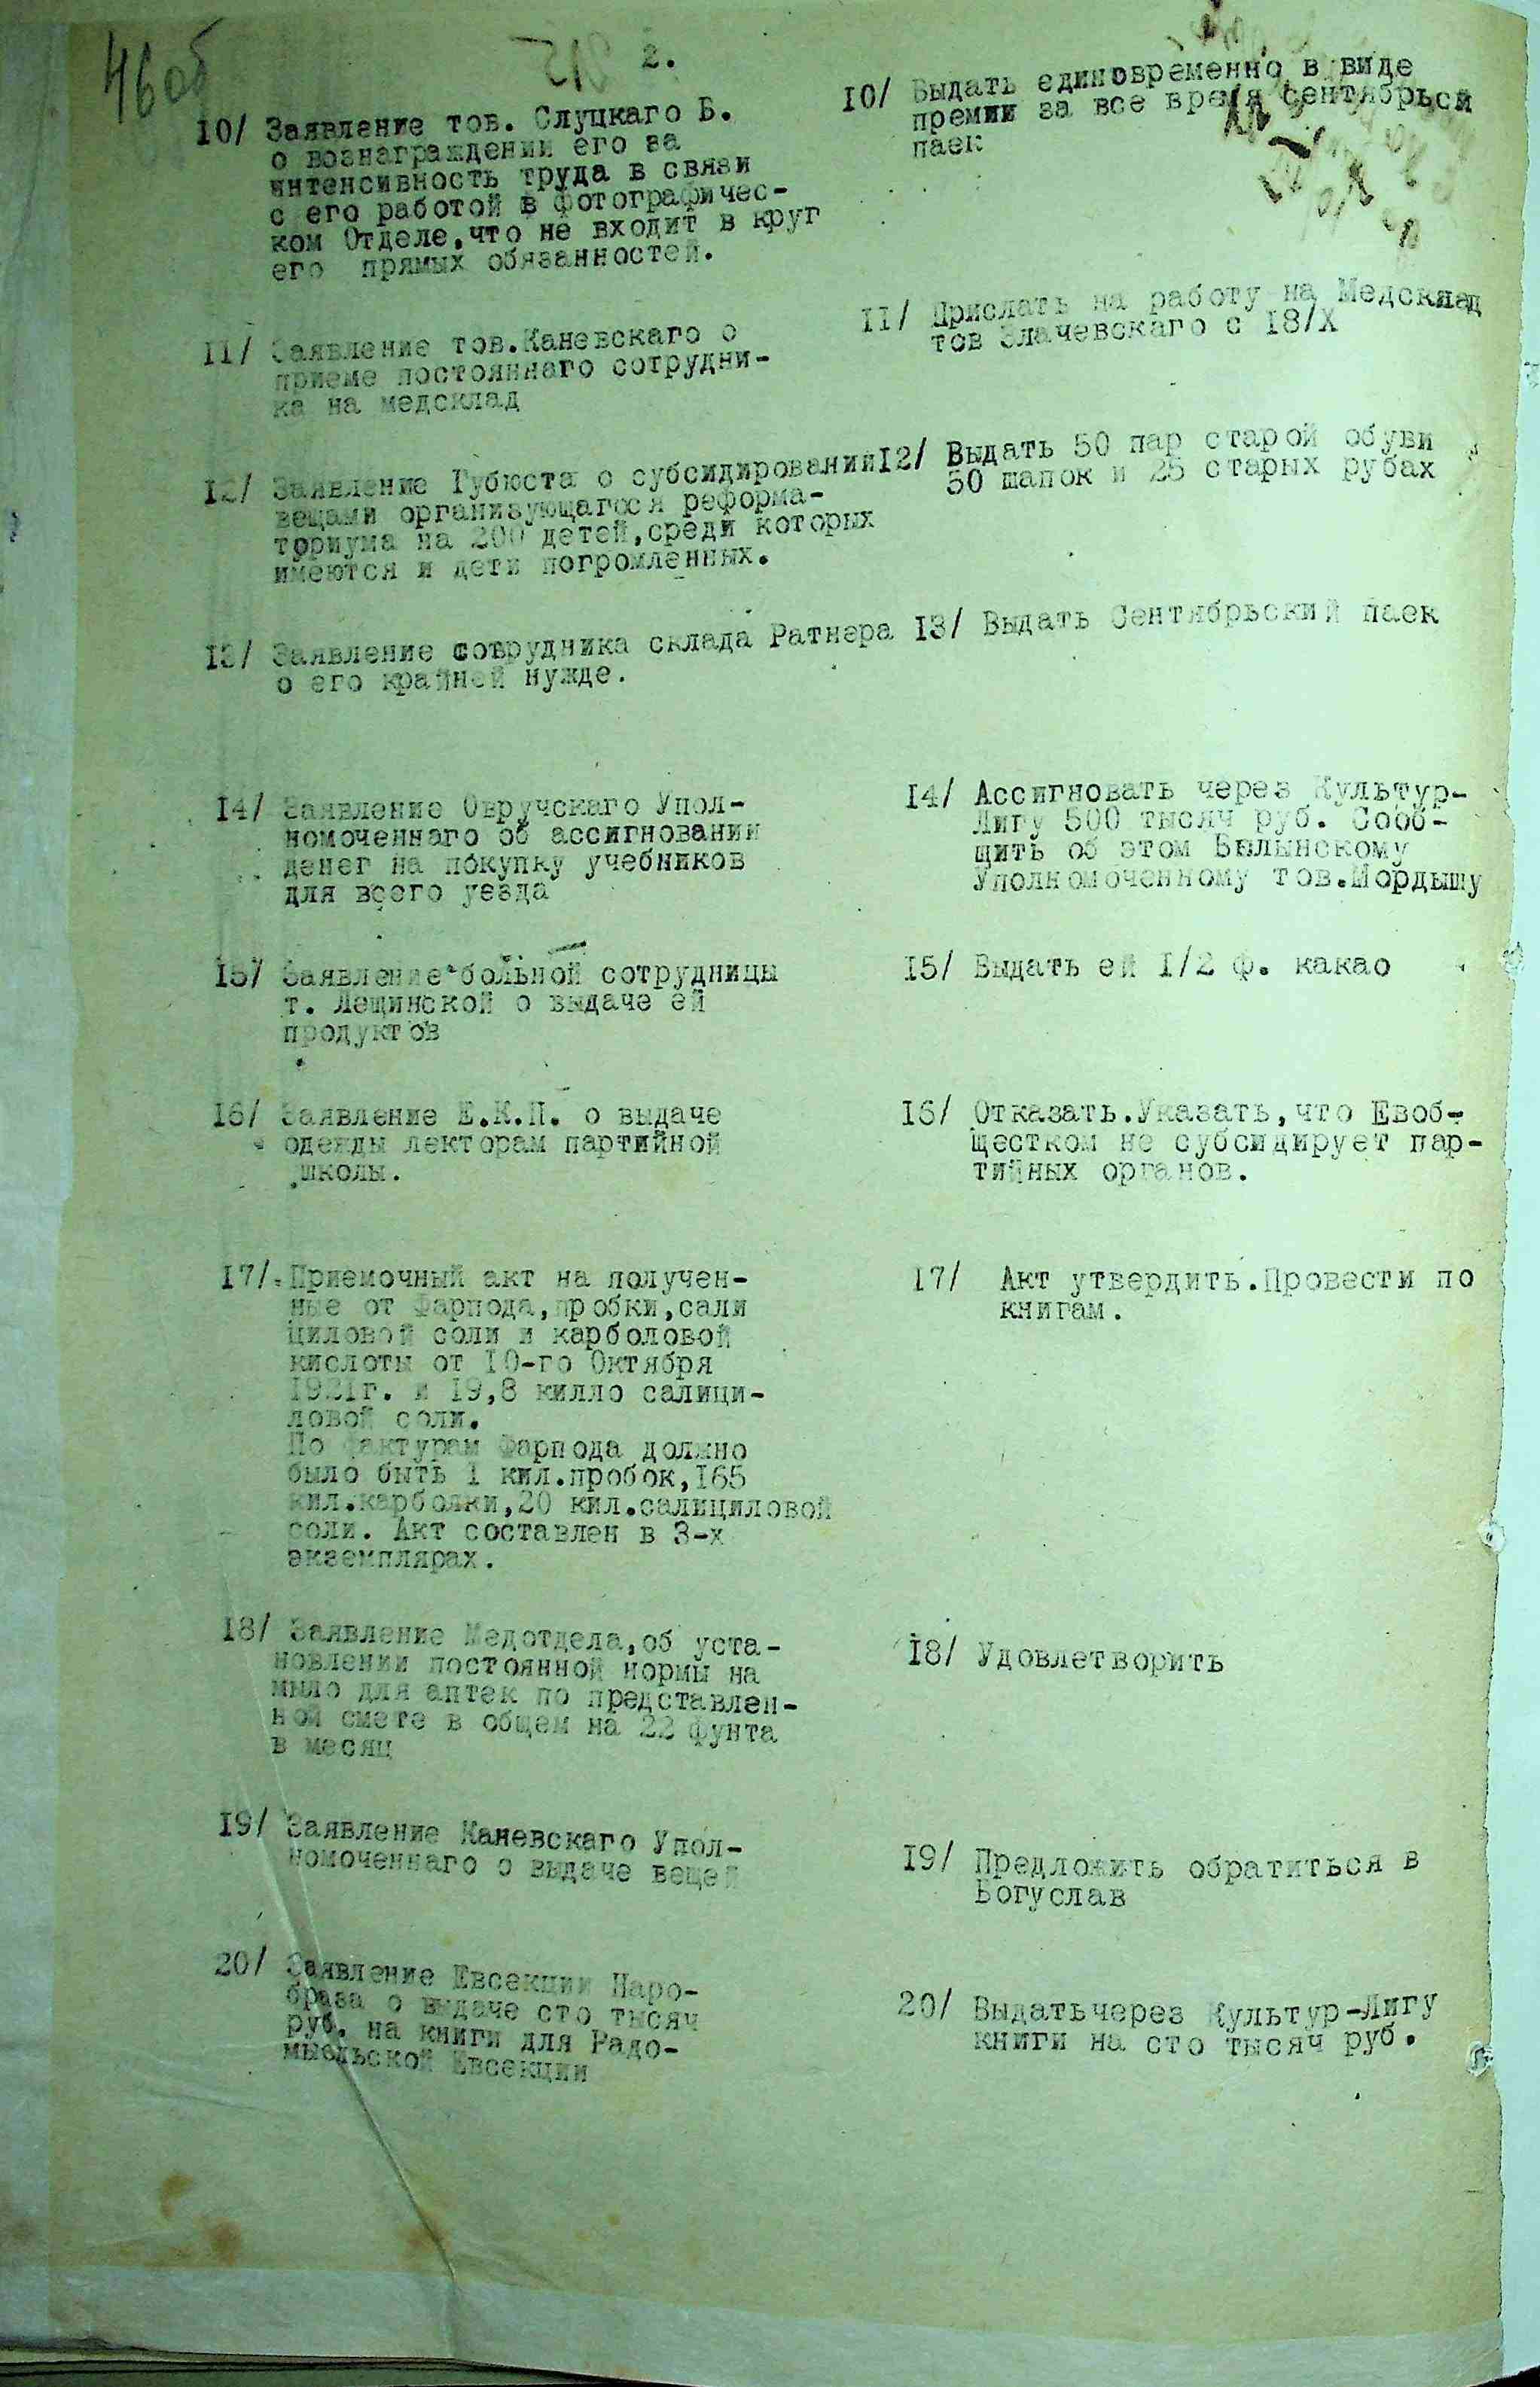 46об
2.
10/ Заявление тов. Слуцкаго Б.
о вознаграждении его за
интенсивность труда в связи
с его работой в фотографичес-
ком Отделе,что не входит в круг
его прямых обязанностей.
10/ Выдать единовременно в виде
премии за все время сентябрьсй
паек
11/ Заявление тов.Каневскаго о
приеме постояннаго сотрудни-
ка на медсклад
11/ Прислать на работу на Медсклад
тов Злачевскаго с 18/X
12/ Заявление Губюста о субсидировании
вещами организующагося реформа-
ториума на 200 детей,среди которых
имеются и дети погромленных.
12/ Выдать 50 пар старой обуви
50 шапок и 25 старых рубах
13/ Заявление сотрудника склада Ратнера
о его крайней нужде.
13/ Выдать Сентябрьский паек
14/ Заявление Овручскаго Упол-
номоченнаго об ассигновании
денег на покупку учебников
для всего уезда
14/ Ассигновать через Культур-
Лигу 500 тысяч руб. Сооб-
щить об этом Волынскому
Уполномоченному тов.Мордышу
15/ Заявление больной сотрудницы
т. Лещинской о выдаче ей
продуктов
15/ Выдать ей 1/2 ф. какао
16/ Заявление Е.К.П. о выдаче
одежды лекторам партийной
школы.
16/ Отказать.Указать,что Евоб-
щестком не субсидирует пар-
тийных органов.
17/ Приемочный акт на получен-
ные от Фарпода,пробки,сали
циловой соли и карболовой
кислоты от 10-го Октября
1921г. и 19,8 килло салици-
ловой соли.
По фактурам Фарпода должно
было быть 1 кил.пробок,165
кил.карболки,20 кил.салициловой
соли. Акт составлен в 3-х
экземплярах.
17/ Акт утвердить.Провести по
книгам.
18/ Заявление Медотдела,об уста-
новлении постоянной нормы на
мыло для аптек по представлен-
ной смете в общем на 22 фунта
в месяц
18/ Удовлетворить
19/ Заявление Каневскаго Упол-
номоченнаго о выдаче вещей
19/ Предложить обратиться в
Богуслав
20/ Заявление Евсекции Наро-
браза о выдаче сто тысяч
руб. на книги для Радо-
мысльской Евсекции
20/ Выдатьчерез Культур-Лигу
книги на сто тысяч руб.